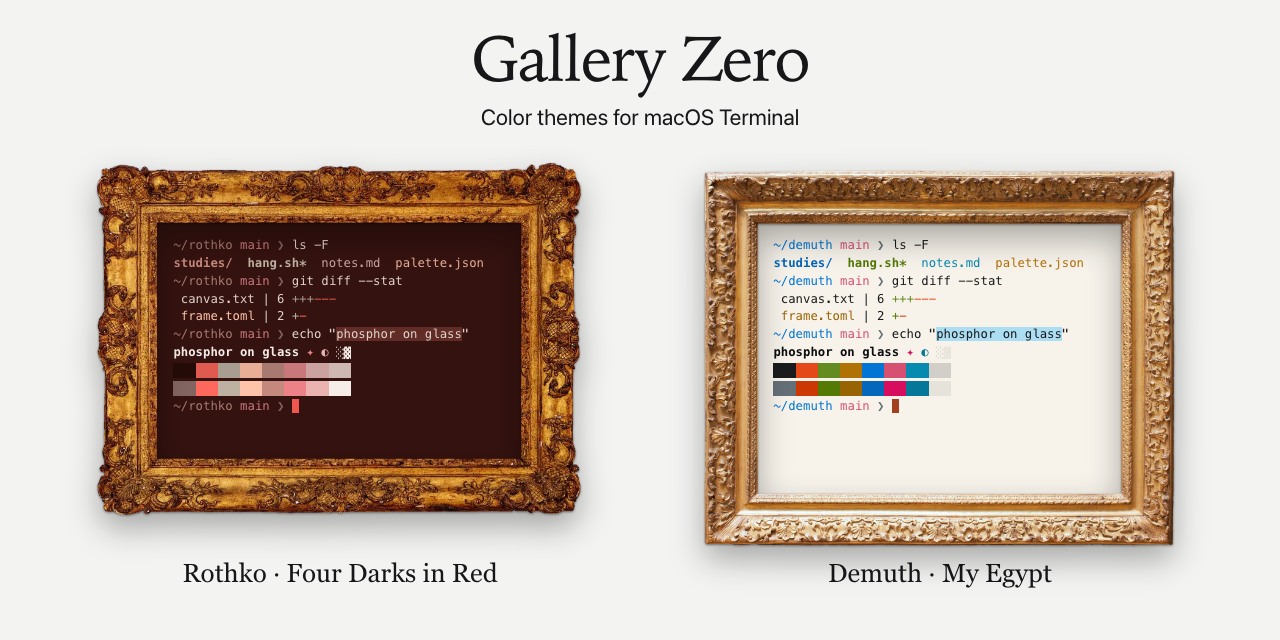 Gallery Zero
Color themes for macOS Terminal
~/rothko main ❯ ls -F
studies/  hang.sh*  notes.md  palette.json
~/rothko main ❯ git diff --stat
 canvas.txt | 6 +++---
 frame.toml | 2 +-
~/rothko main ❯ echo "phosphor on glass"
phosphor on glass ✦ ◐ ░▓
~/rothko main ❯
Rothko · Four Darks in Red
~/demuth main ❯ ls -F
studies/  hang.sh*  notes.md  palette.json
~/demuth main ❯ git diff --stat
 canvas.txt | 6 +++---
 frame.toml | 2 +-
~/demuth main ❯ echo "phosphor on glass"
phosphor on glass ✦ ◐ ░▓
~/demuth main ❯
Demuth · My Egypt